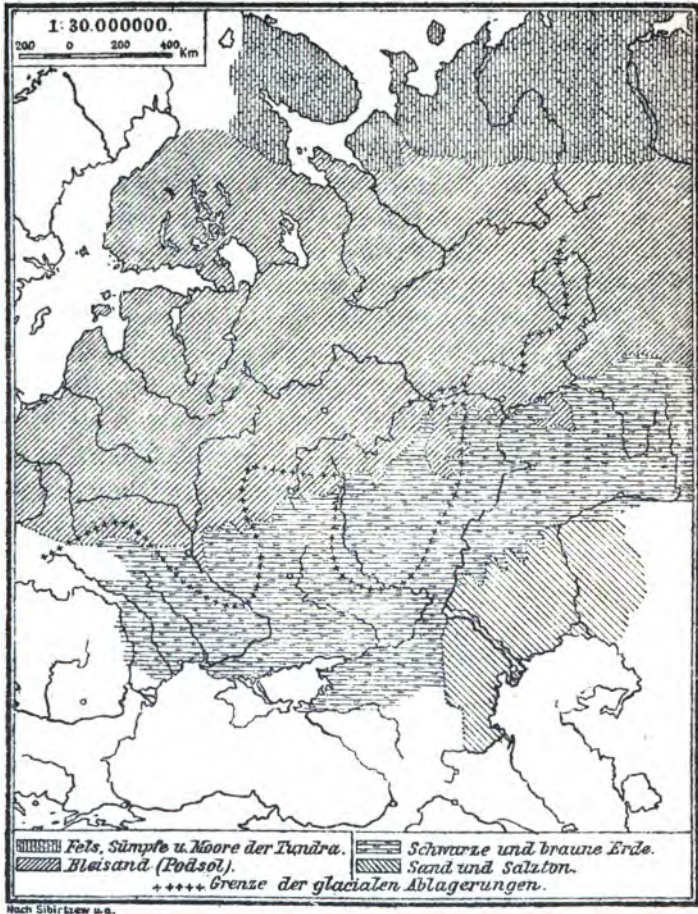 1:30.000000.
200 0 200 400 Km
Fels, Sümpfe u. Moore der Tundra.
Bleisand (Podsol).
Schwarze und braune Erde.
Sand und Salzton.
Grenze der glacialen Ablagerungen.
Nach Sibirtzew u.a.